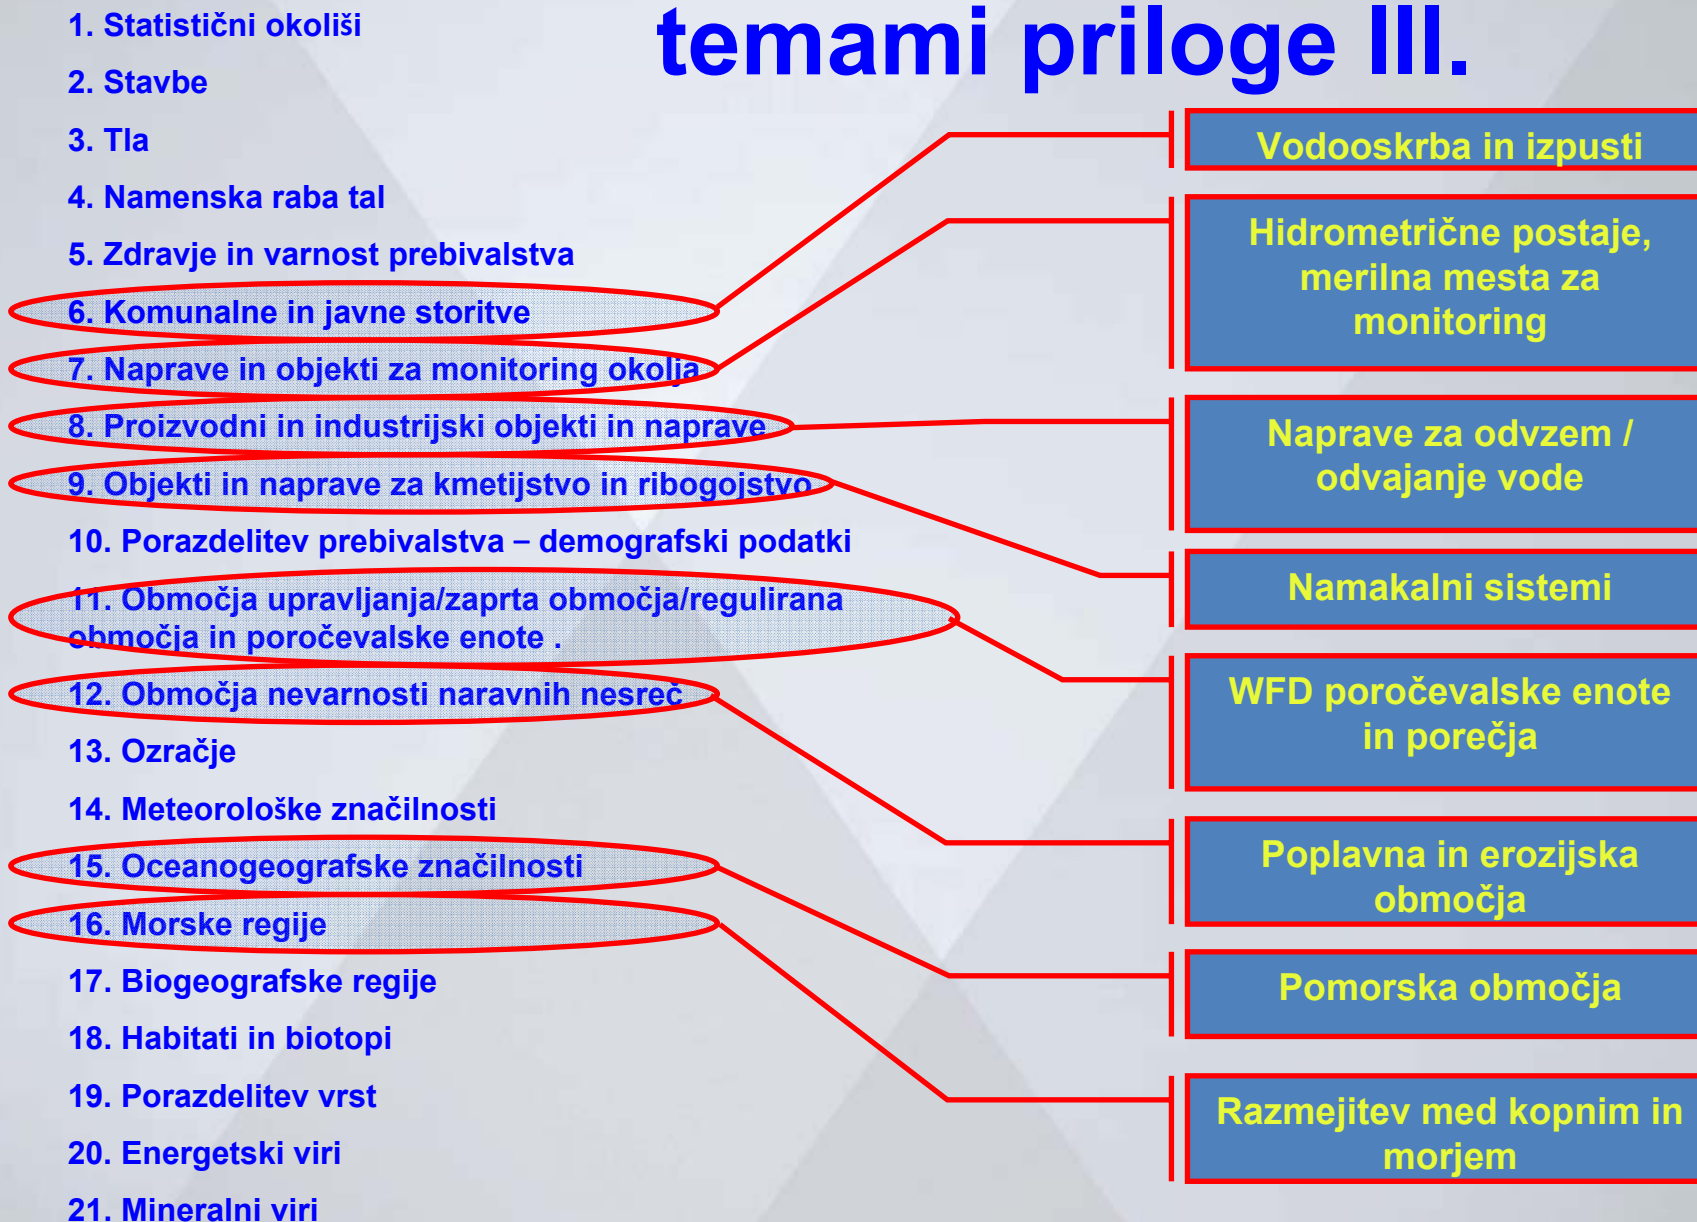 temami priloge III.
1. Statistični okoliši
2. Stavbe
3. Tla
4. Namenska raba tal
5. Zdravje in varnost prebivalstva
6. Komunalne in javne storitve
7. Naprave in objekti za monitoring okolja
8. Proizvodni in industrijski objekti in naprave
9. Objekti in naprave za kmetijstvo in ribogojstvo
10. Porazdelitev prebivalstva – demografski podatki
11. Območja upravljanja/zaprta območja/regulirana
območja in poročevalske enote .
12. Območja nevarnosti naravnih nesreč
13. Ozračje
14. Meteorološke značilnosti
15. Oceanogeografske značilnosti
16. Morske regije
17. Biogeografske regije
18. Habitati in biotopi
19. Porazdelitev vrst
20. Energetski viri
21. Mineralni viri
Vodooskrba in izpusti
Hidrometrične postaje,
merilna mesta za
monitoring
Naprave za odvzem /
odvajanje vode
Namakalni sistemi
WFD poročevalske enote
in porečja
Poplavna in erozijska
območja
Pomorska območja
Razmejitev med kopnim in
morjem